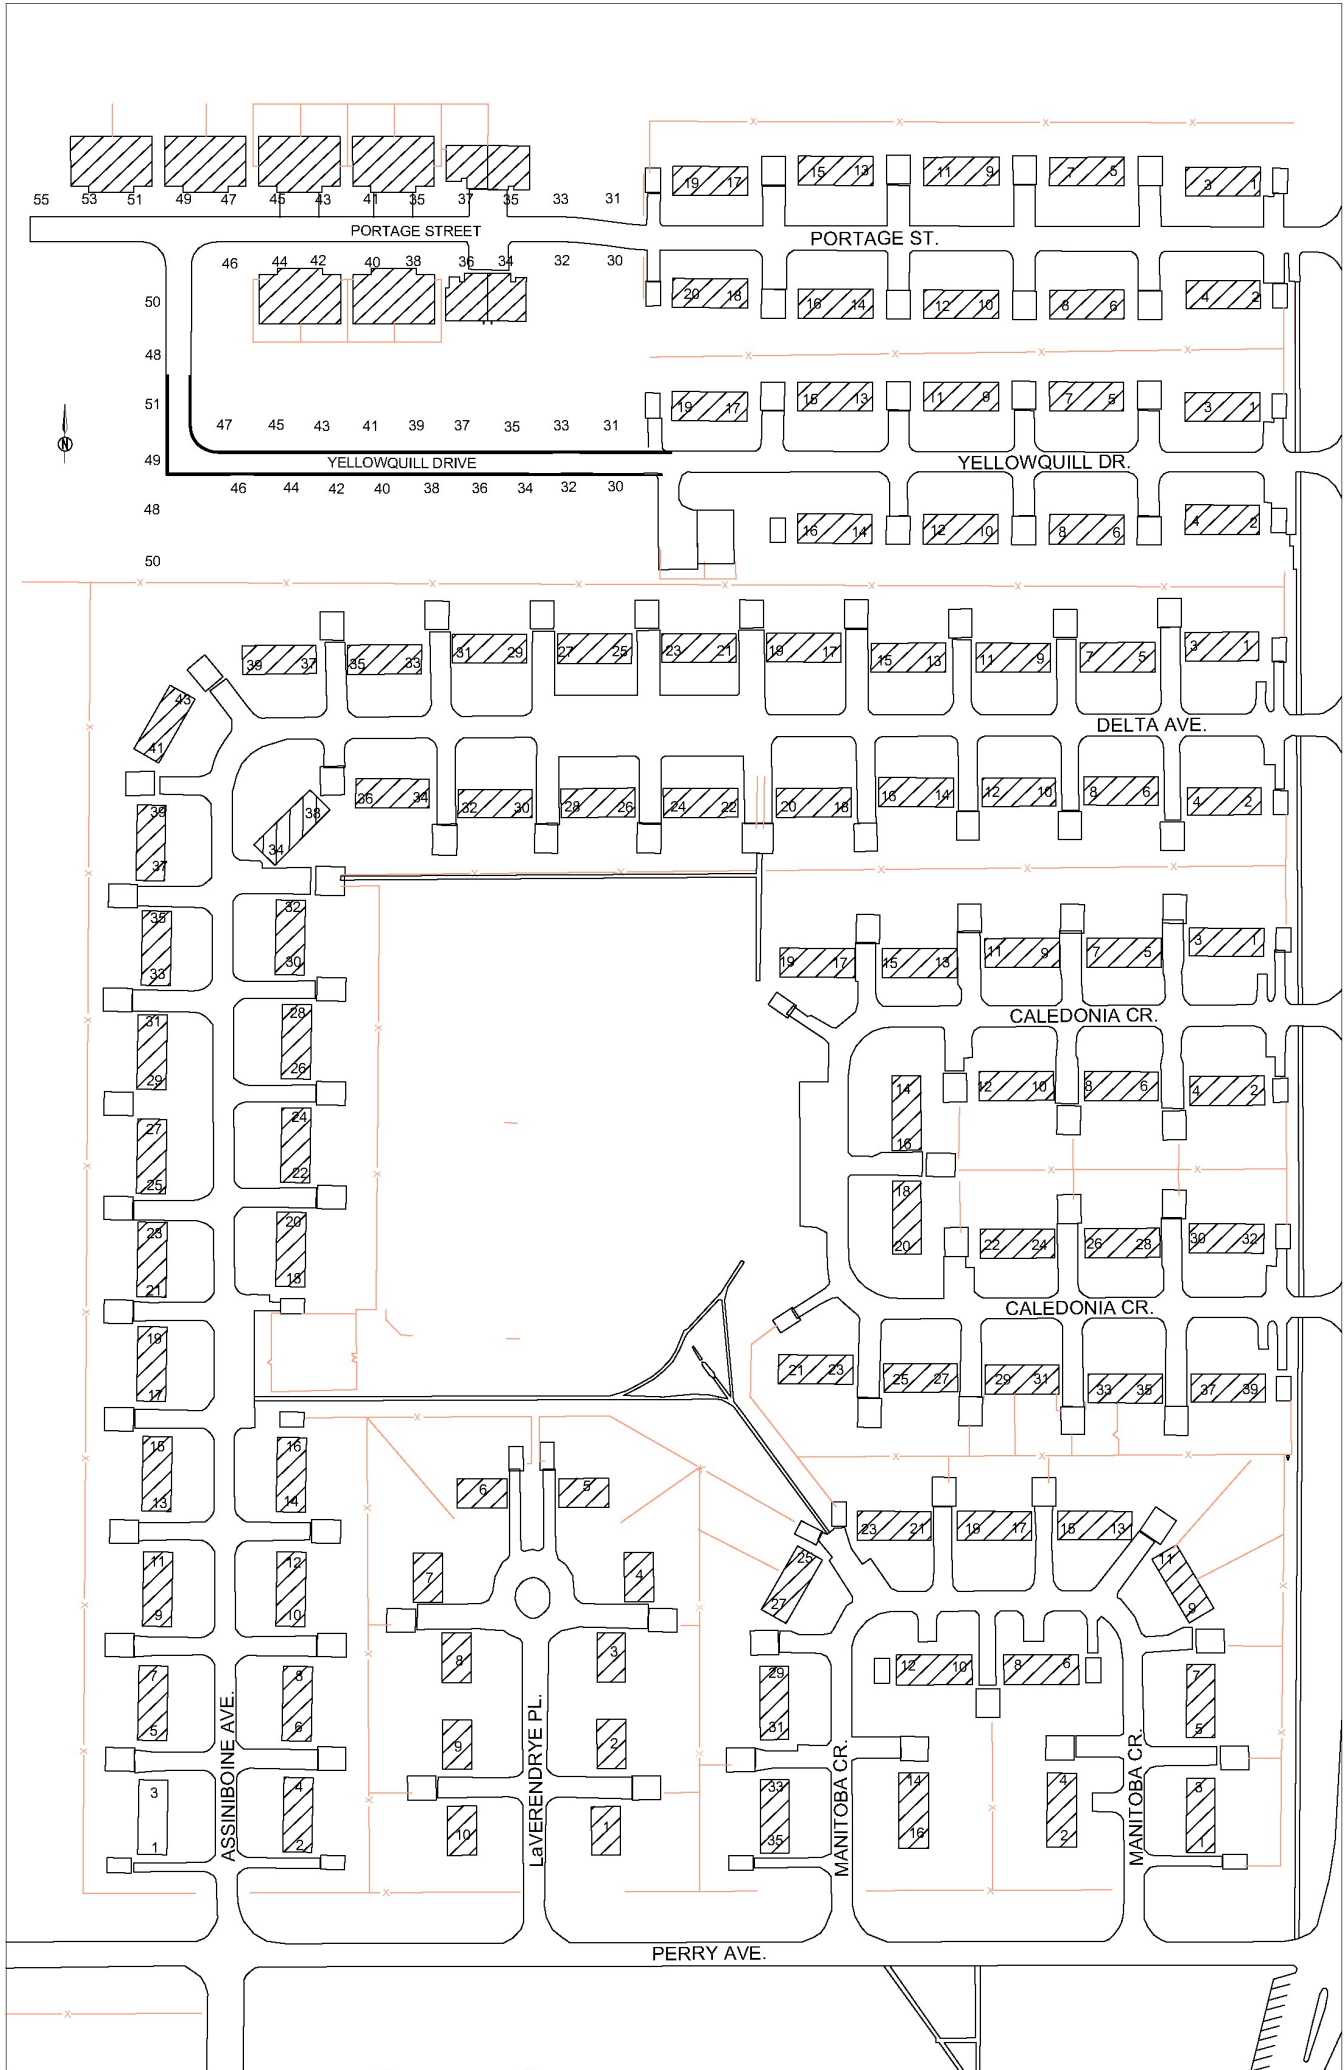 55 53 51 49 47 45 43 41 35 37 35 33 31
19 17 15 13 11 9 7 5 3 1
PORTAGE STREET
PORTAGE ST.
46 44 42 40 38 36 34 32 30
50
20 18 16 14 12 10 8 6 4 2
48
51
19 17 15 13 11 9 7 5 3 1
N
47 45 43 41 39 37 35 33 31
49
YELLOWQUILL DRIVE
YELLOWQUILL DR.
46 44 42 40 38 36 34 32 30
48
16 14 12 10 8 6 4 2
50
39 37 35 33 31 29 27 25 23 21 19 17 15 13 11 9 7 5 3 1
43
41
DELTA AVE.
38
34
36 34 32 30 28 26 24 22 20 18 16 14 12 10 8 6 4 2
39
37
35
33
31
29
27
25
23
21
19
17
15
13
11
9
7
5
3
1
32
30
28
26
24
22
20
18
16
14
12
10
8
6
4
2
ASSINIBOINE AVE.
19 17 15 13 11 9 7 5 3 1
CALEDONIA CR.
12 10 8 6 4 2
14
16
18
20
22 24 26 28 30 32
CALEDONIA CR.
21 23 25 27 29 31 33 35 37 39
6 5
7 4
8 3
9 2
10 1
LaVERENDRYE PL.
23 21 19 17 15 13
25
27
11
9
29
31
33
35
12 10 8 6
7
5
14
16
4
2
3
1
MANITOBA CR.
MANITOBA CR.
PERRY AVE.